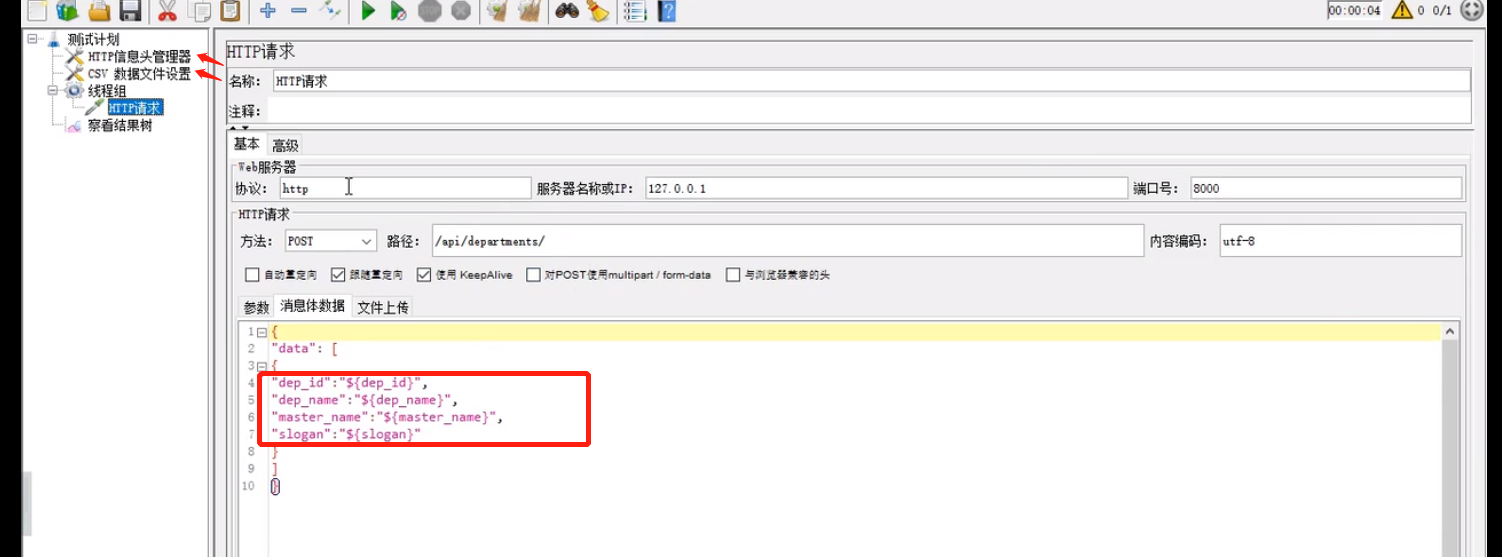 00:00:04 0 0/1
测试计划
HTTP信息头管理器
CSV 数据文件设置
线程组
HTTP请求
察看结果树
HTTP请求
名称: HTTP请求
注释:
基本 高级
Web服务器
协议: http 服务器名称或IP: 127.0.0.1 端口号: 8000
HTTP请求
方法: POST 路径: /api/departments/ 内容编码: utf-8
自动重定向 跟随重定向 使用 KeepAlive 对POST使用multipart / form-data 与浏览器兼容的头
参数 消息体数据 文件上传
1 {
2 "data": [
3 {
4 "dep_id":"${dep_id}",
5 "dep_name":"${dep_name}",
6 "master_name":"${master_name}",
7 "slogan":"${slogan}"
8 }
9 ]
10 }